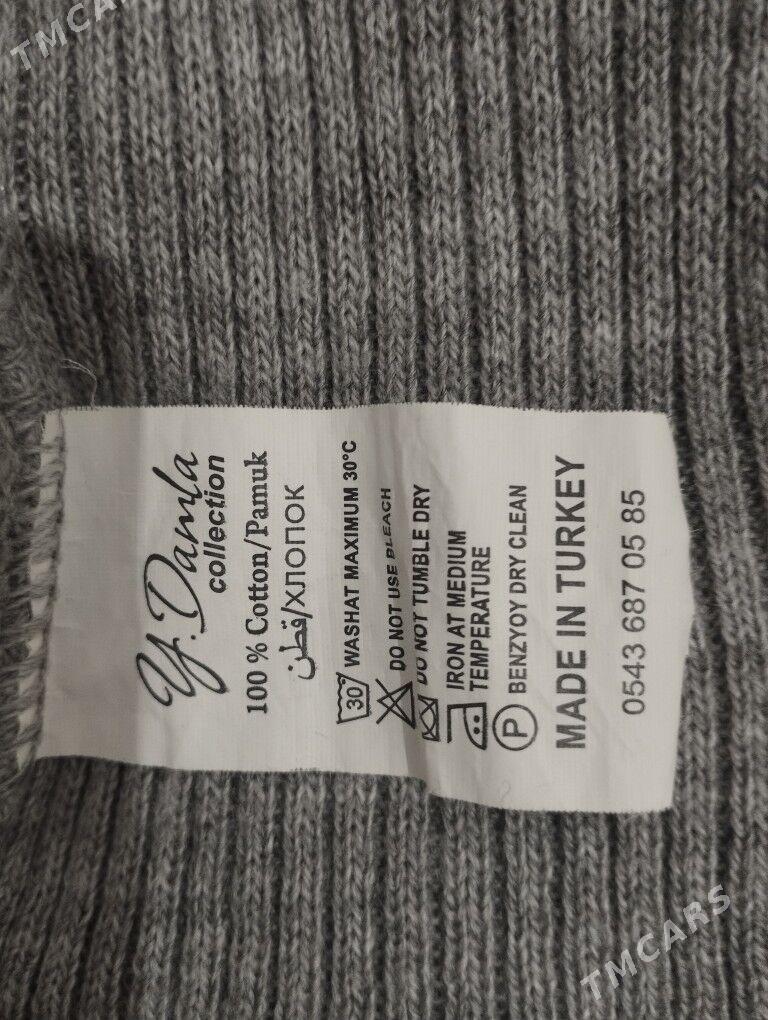 TMCARS
Y. Damla
collection
100 % Cotton/Pamuk
قطن/ХЛОПОК
30 WASHAT MAXIMUM 30°C
DO NOT USE BLEACH
DO NOT TUMBLE DRY
IRON AT MEDIUM
TEMPERATURE
P BENZYOY DRY CLEAN
MADE IN TURKEY
0543 687 05 85
TMCARS